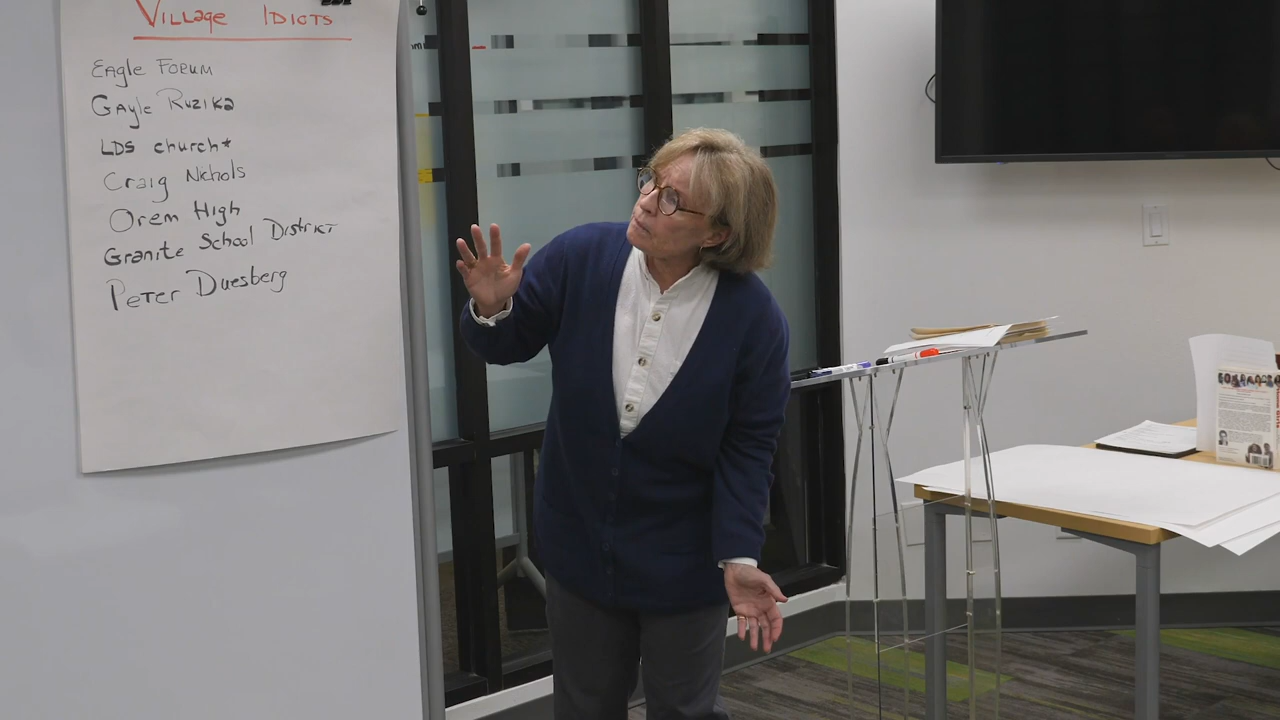 Village Idiots
Eagle Forum
Gayle Ruzika
LDS church*
Craig Nichols
Orem High
Granite School District
Peter Duesberg